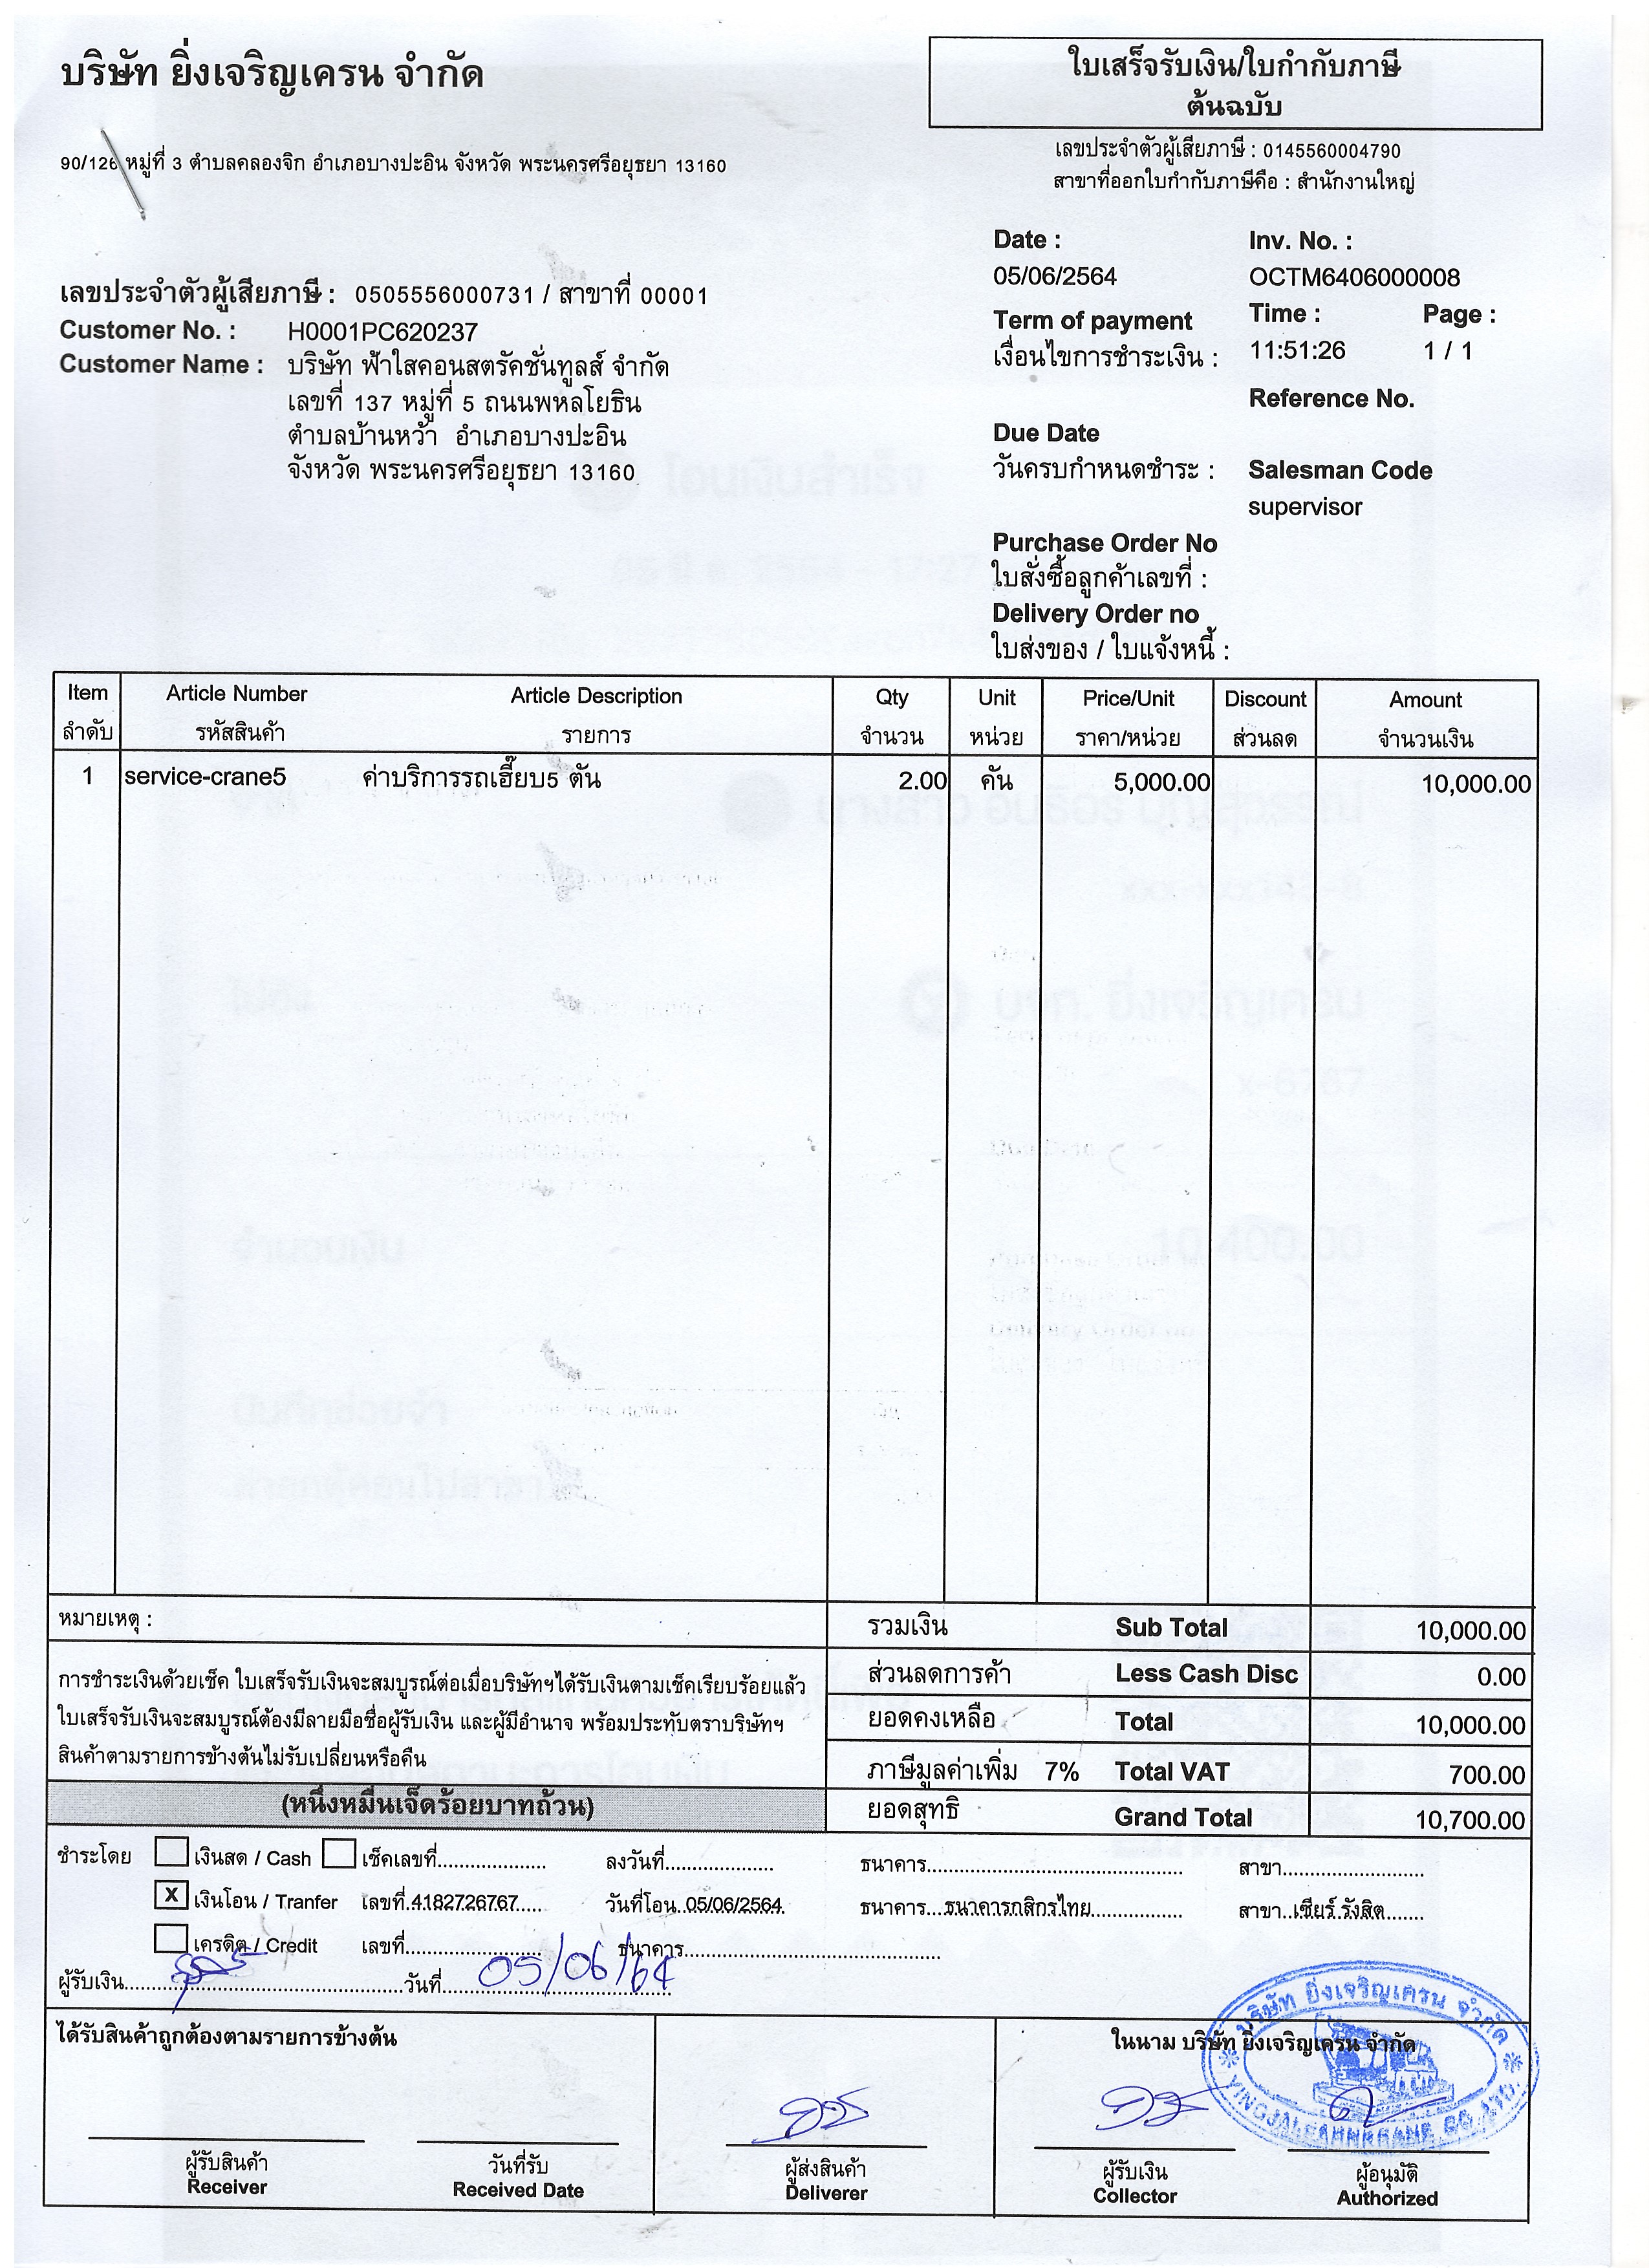 บริษัท ยิ่งเจริญเครน จำกัด
ใบเสร็จรับเงิน/ใบกำกับภาษี
ต้นฉบับ
90/126 หมู่ที่ 3 ตำบลคลองจิก อำเภอบางปะอิน จังหวัด พระนครศรีอยุธยา 13160
เลขประจำตัวผู้เสียภาษี : 0145560004790
สาขาที่ออกใบกำกับภาษีคือ : สำนักงานใหญ่
Date : Inv. No. :
05/06/2564 OCTM6406000008
เลขประจำตัวผู้เสียภาษี : 0505556000731 / สาขาที่ 00001
Customer No. : H0001PC620237
Customer Name : บริษัท ฟ้าใสคอนสตรัคชั่นทูลส์ จำกัด
เลขที่ 137 หมู่ที่ 5 ถนนพหลโยธิน
ตำบลบ้านหว้า อำเภอบางปะอิน
จังหวัด พระนครศรีอยุธยา 13160
Term of payment Time : Page :
เงื่อนไขการชำระเงิน : 11:51:26 1 / 1
Reference No.
Due Date
วันครบกำหนดชำระ : Salesman Code
supervisor
Purchase Order No
ใบสั่งซื้อลูกค้าเลขที่ :
Delivery Order no
ใบส่งของ / ใบแจ้งหนี้ :
Item Article Number Article Description Qty Unit Price/Unit Discount Amount
ลำดับ รหัสสินค้า รายการ จำนวน หน่วย ราคา/หน่วย ส่วนลด จำนวนเงิน
1 service-crane5 ค่าบริการรถเฮี๊ยบ5 ตัน 2.00 คัน 5,000.00 10,000.00
หมายเหตุ :
รวมเงิน Sub Total 10,000.00
ส่วนลดการค้า Less Cash Disc 0.00
ยอดคงเหลือ Total 10,000.00
ภาษีมูลค่าเพิ่ม 7% Total VAT 700.00
ยอดสุทธิ Grand Total 10,700.00
การชำระเงินด้วยเช็ค ใบเสร็จรับเงินจะสมบูรณ์ต่อเมื่อบริษัทฯได้รับเงินตามเช็คเรียบร้อยแล้ว
ใบเสร็จรับเงินจะสมบูรณ์ต้องมีลายมือชื่อผู้รับเงิน และผู้มีอำนาจ พร้อมประทับตราบริษัทฯ
สินค้าตามรายการข้างต้นไม่รับเปลี่ยนหรือคืน
(หนึ่งหมื่นเจ็ดร้อยบาทถ้วน)
ชำระโดย เงินสด / Cash เช็คเลขที่ ลงวันที่ ธนาคาร สาขา
X เงินโอน / Tranfer เลขที่ 4182726767 วันที่โอน 05/06/2564 ธนาคาร ธนาคารกสิกรไทย สาขา เซียร์ รังสิต
เครดิต / Credit เลขที่ ธนาคาร
ผู้รับเงิน วันที่ 05/06/64
ได้รับสินค้าถูกต้องตามรายการข้างต้น
ในนาม บริษัท ยิ่งเจริญเครน จำกัด
บริษัท ยิ่งเจริญเครน จำกัด
ผู้รับสินค้า วันที่รับ ผู้ส่งสินค้า ผู้รับเงิน ผู้อนุมัติ
Receiver Received Date Deliverer Collector Authorized